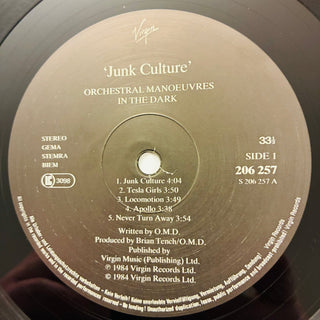 Virgin
'Junk Culture'
ORCHESTRAL MANOEUVRES
IN THE DARK
STEREO
GEMA
STEMRA
BIEM
LC 3098
33⅓
SIDE 1
206 257
S 206 257 A
1. Junk Culture 4:04
2. Tesla Girls 3:50
3. Locomotion 3:49
4. Apollo 3:38
5. Never Turn Away 3:54
Written by O.M.D.
Produced by Brian Tench/O.M.D.
Published by
Virgin Music (Publishing) Ltd.
℗ 1984 Virgin Records Ltd.
© 1984 Virgin Records Ltd.